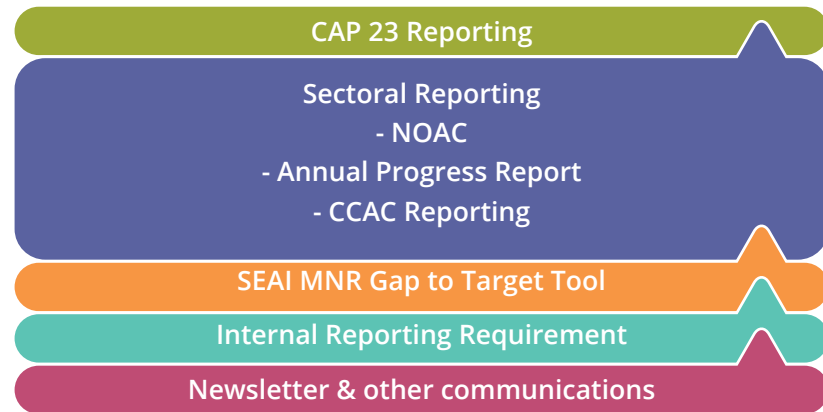 CAP 23 Reporting
Sectoral Reporting
- NOAC
- Annual Progress Report
- CCAC Reporting
SEAI MNR Gap to Target Tool
Internal Reporting Requirement
Newsletter & other communications